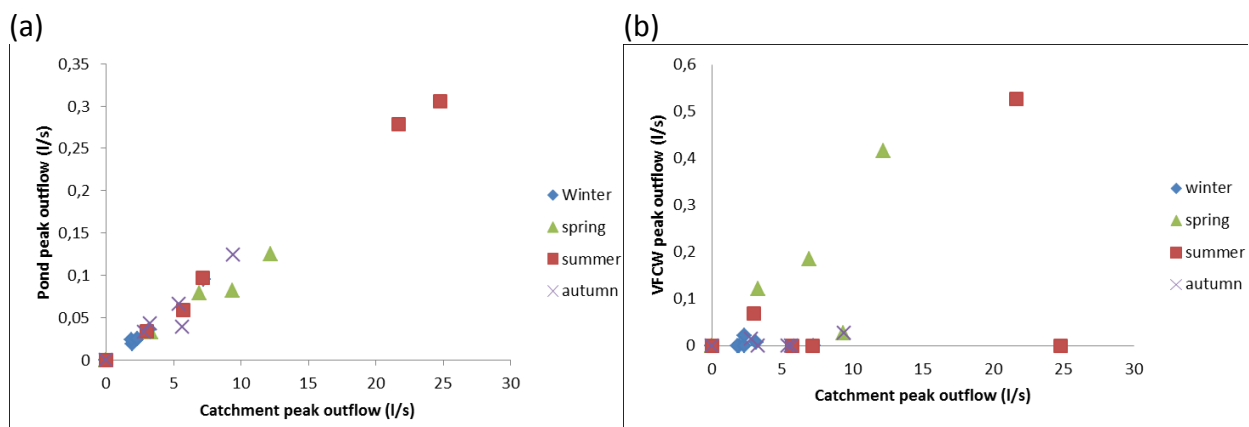 (a)
0,35
0,3
0,25
0,2
0,15
0,1
0,05
0
0 5 10 15 20 25 30
Pond peak outflow (l/s)
Catchment peak outflow (l/s)
Winter
spring
summer
autumn
(b)
0,6
0,5
0,4
0,3
0,2
0,1
0
0 5 10 15 20 25 30
VFCW peak outflow (l/s)
Catchment peak outflow (l/s)
winter
spring
summer
autumn